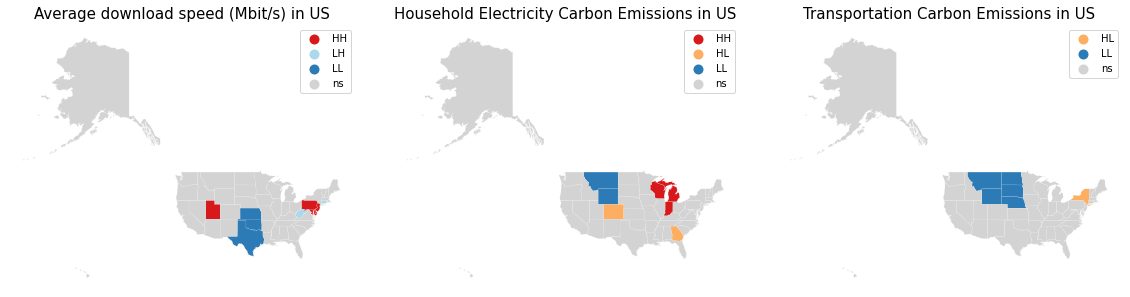 Average download speed (Mbit/s) in US
HH
LH
LL
ns
Household Electricity Carbon Emissions in US
HH
HL
LL
ns
Transportation Carbon Emissions in US
HL
LL
ns